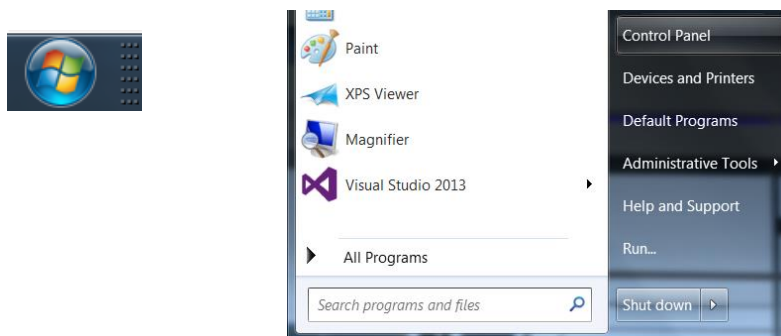 Paint
XPS Viewer
Magnifier
Visual Studio 2013
All Programs
Search programs and files
Control Panel
Devices and Printers
Default Programs
Administrative Tools
Help and Support
Run...
Shut down